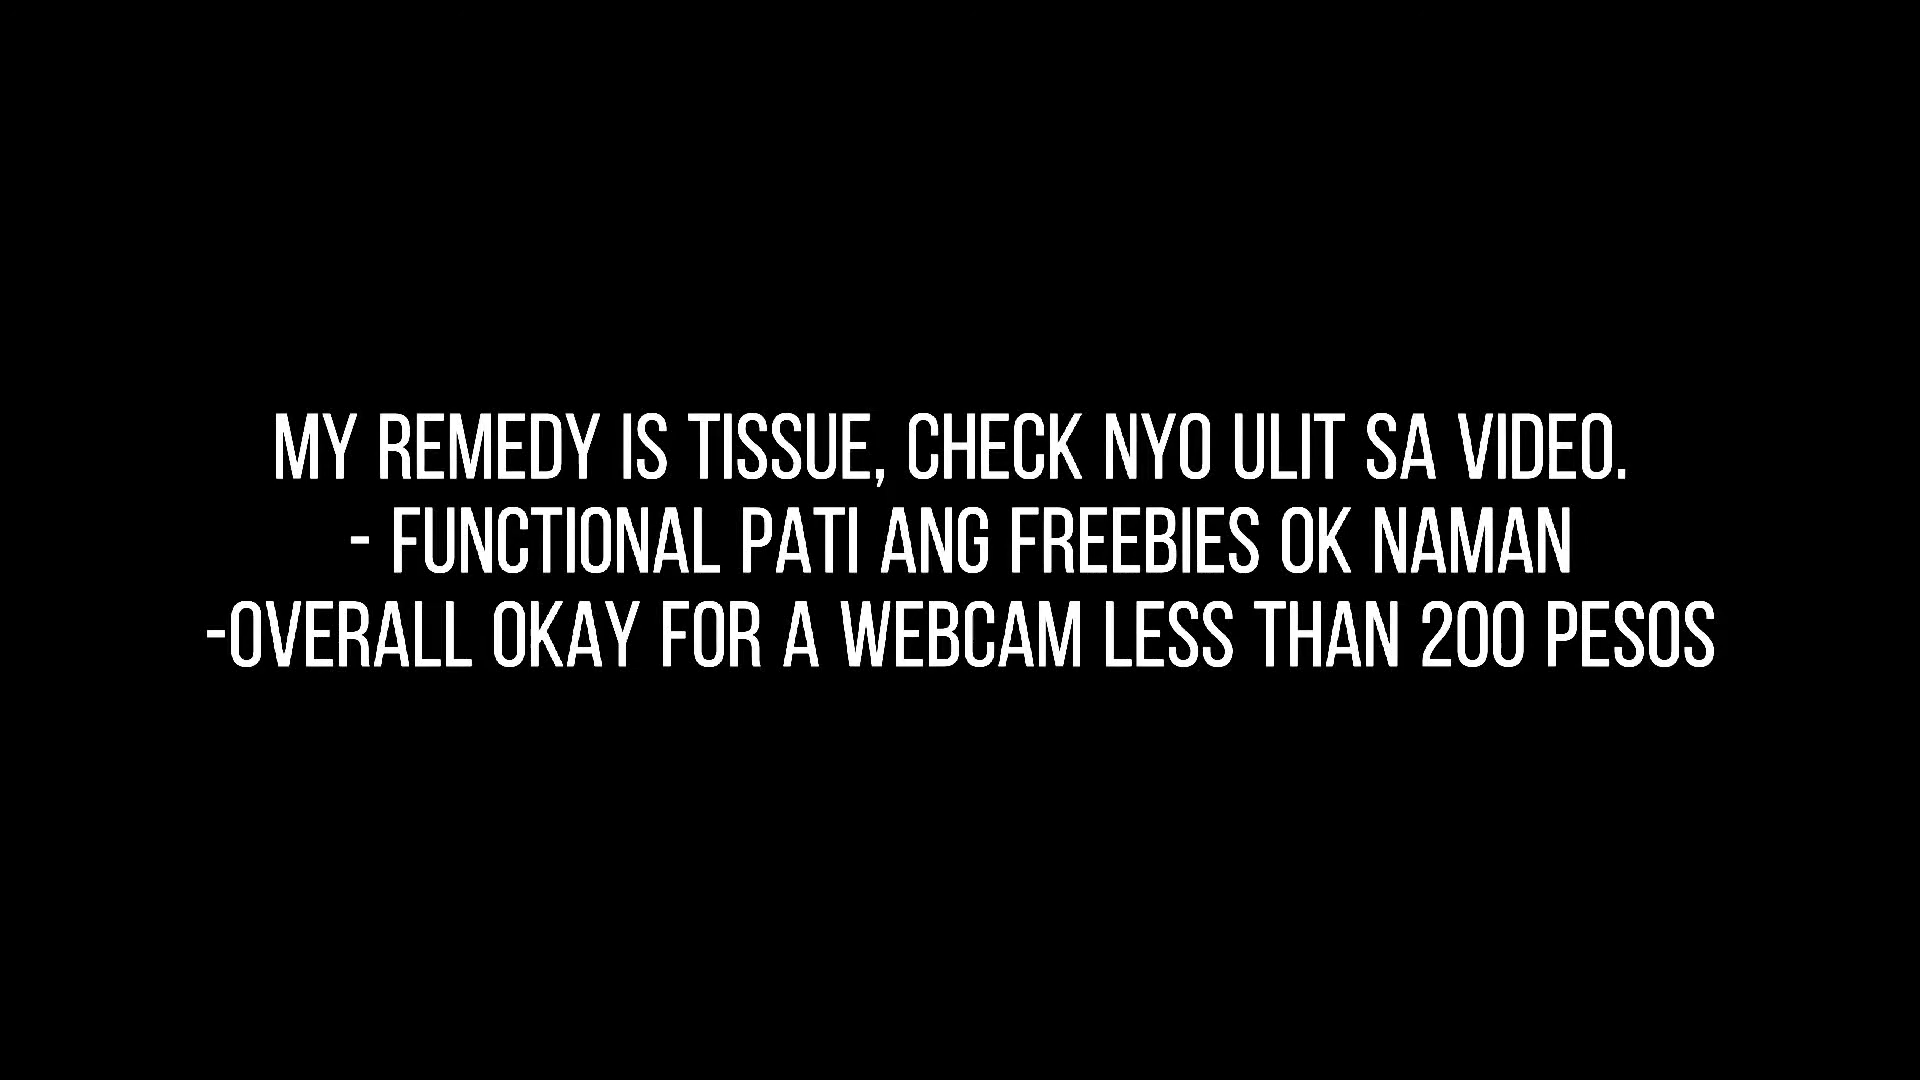 MY REMEDY IS TISSUE, CHECK NYO ULIT SA VIDEO.
- FUNCTIONAL PATI ANG FREEBIES OK NAMAN
-OVERALL OKAY FOR A WEBCAM LESS THAN 200 PESOS